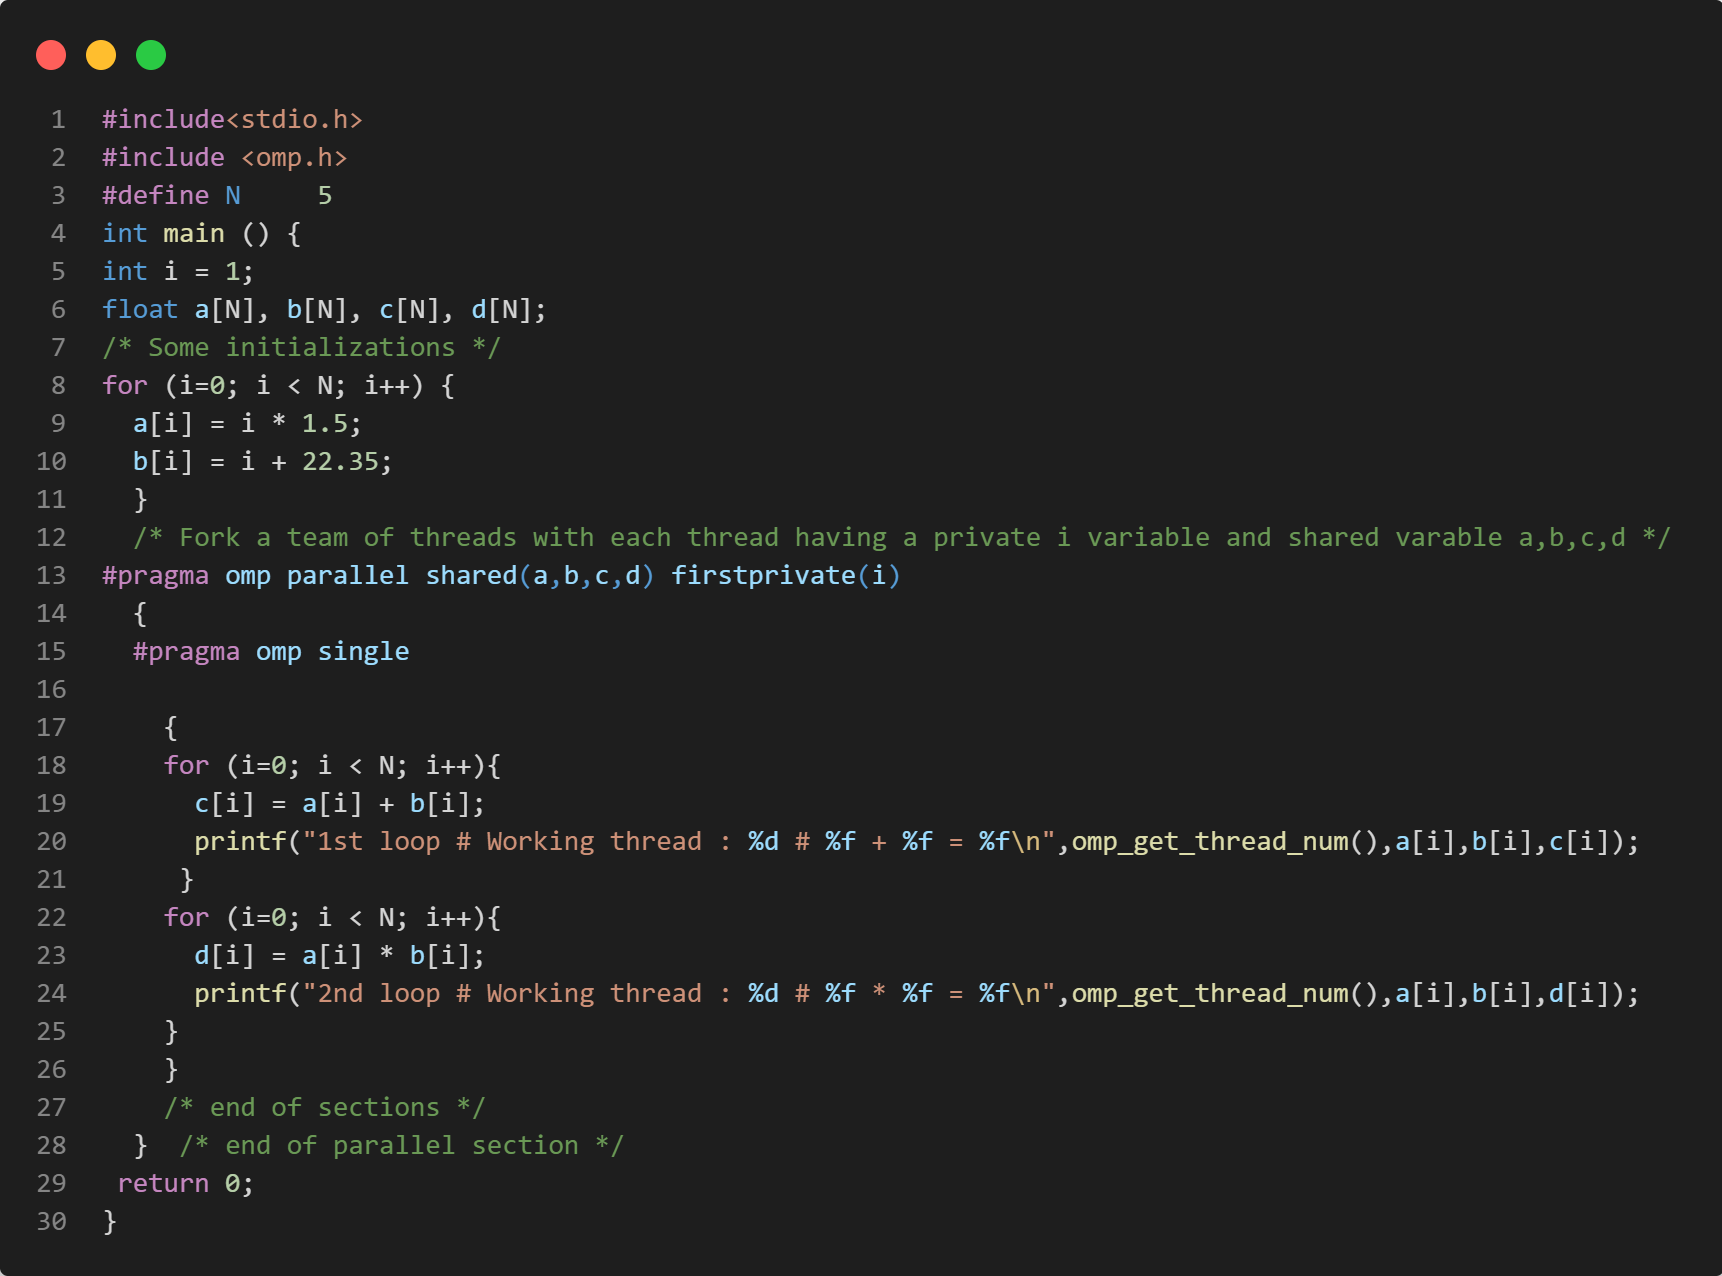 1 #include<stdio.h>
2 #include <omp.h>
3 #define N     5
4 int main () {
5 int i = 1;
6 float a[N], b[N], c[N], d[N];
7 /* Some initializations */
8 for (i=0; i < N; i++) {
9   a[i] = i * 1.5;
10   b[i] = i + 22.35;
11   }
12   /* Fork a team of threads with each thread having a private i variable and shared varable a,b,c,d */
13 #pragma omp parallel shared(a,b,c,d) firstprivate(i)
14   {
15   #pragma omp single
16
17     {
18     for (i=0; i < N; i++){
19       c[i] = a[i] + b[i];
20       printf("1st loop # Working thread : %d # %f + %f = %f\n",omp_get_thread_num(),a[i],b[i],c[i]);
21      }
22     for (i=0; i < N; i++){
23       d[i] = a[i] * b[i];
24       printf("2nd loop # Working thread : %d # %f * %f = %f\n",omp_get_thread_num(),a[i],b[i],d[i]);
25     }
26     }
27     /* end of sections */
28   }  /* end of parallel section */
29  return 0;
30 }